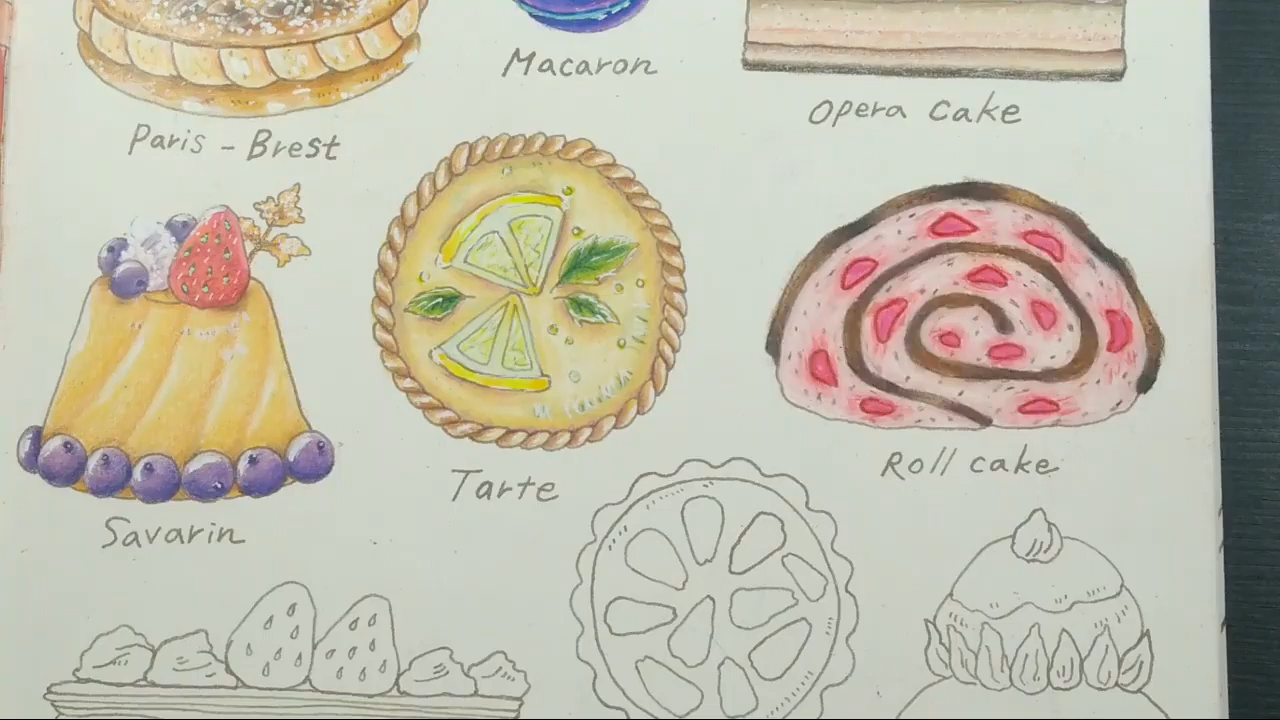 Macaron
Opera Cake
Paris - Brest
Roll cake
Tarte
Savarin